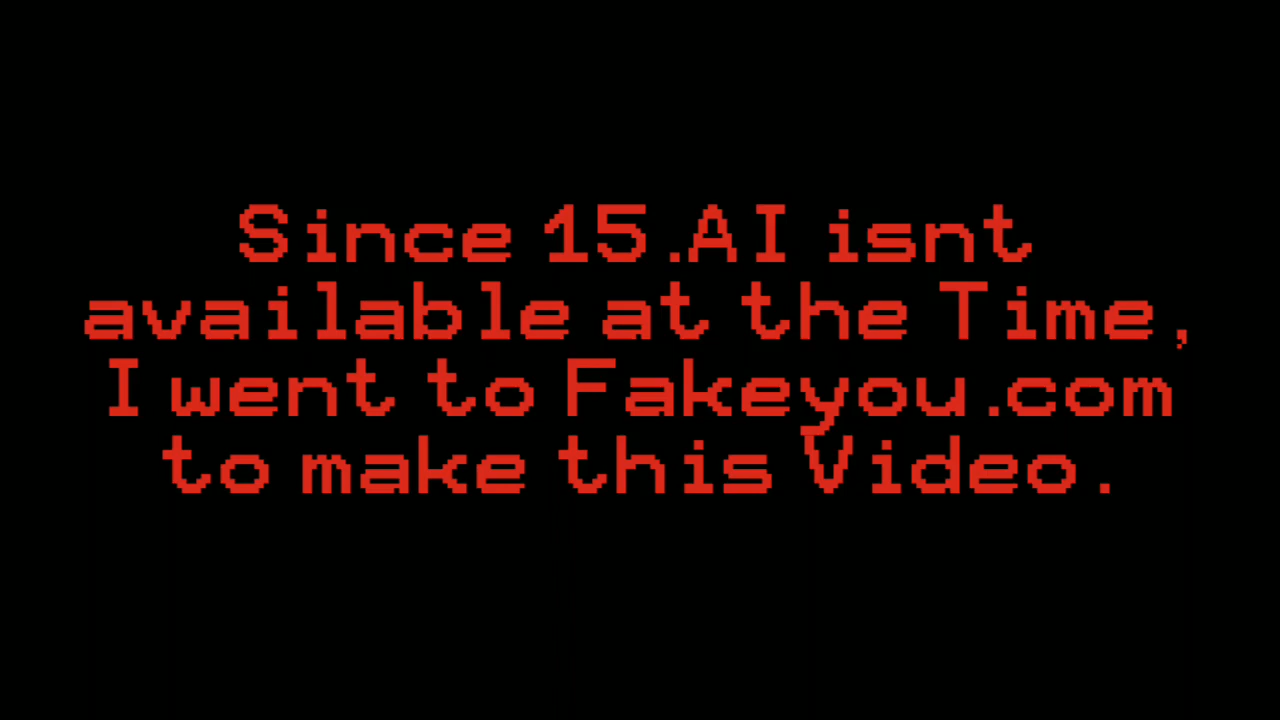 Since 15.AI isnt
available at the Time,
I went to Fakeyou.com
to make this Video.